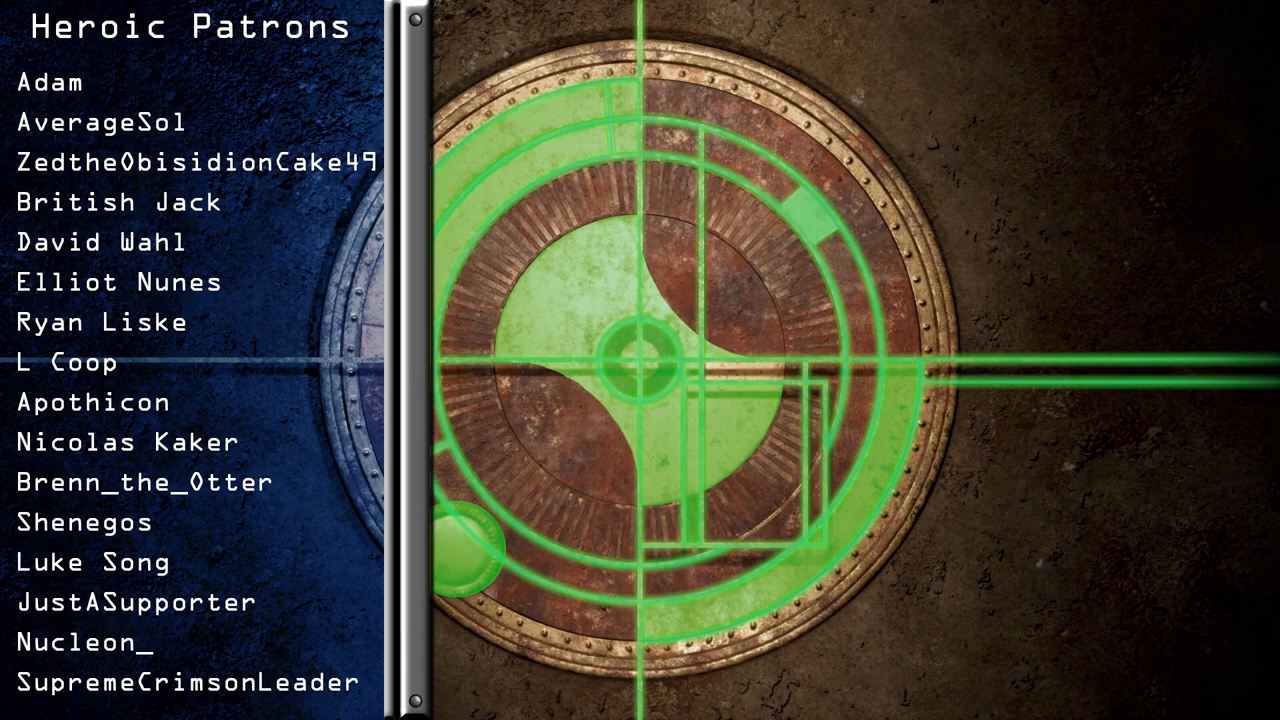 Heroic Patrons
Adam
AverageSol
ZedtheObisidionCake49
British Jack
David Wahl
Elliot Nunes
Ryan Liske
L Coop
Apothicon
Nicolas Kaker
Brenn_the_Otter
Shenegos
Luke Song
JustASupporter
Nucleon_
SupremeCrimsonLeader